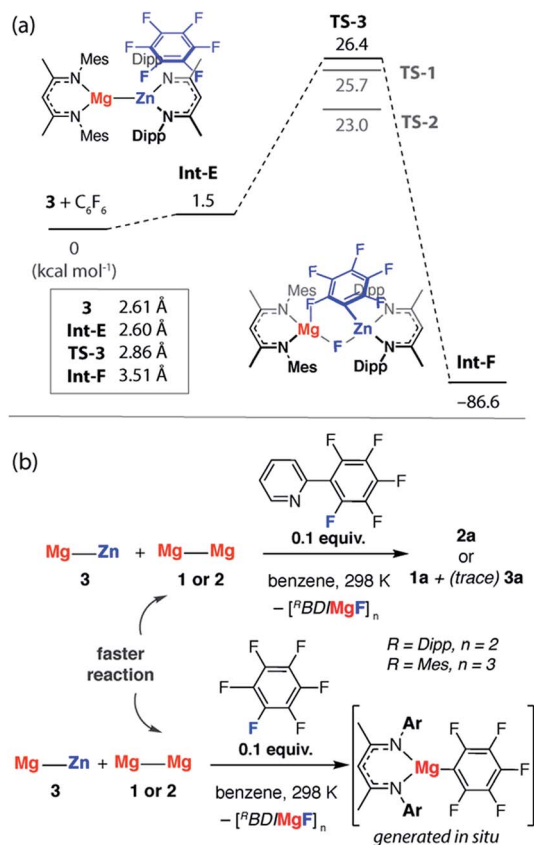 (a)
TS-3
26.4
TS-1
25.7
TS-2
23.0
Mes
N
Mg
Zn
N
Mes
N
Dipp
F
F
F
F
F
F
N
Dipp
Int-E
1.5
3 + C6F6
0
(kcal mol⁻¹)
3 2.61 Å
Int-E 2.60 Å
TS-3 2.86 Å
Int-F 3.51 Å
Mes
N
Mg
N
Mes
F
F
F
F
F
F
Dipp
N
Zn
N
Dipp
Int-F
−86.6
(b)
N
F
F
F
F
F
0.1 equiv.
Mg—Zn + Mg—Mg
3 1 or 2
benzene, 298 K
– [ᴿBDIMgF]n
2a
or
1a + (trace) 3a
R = Dipp, n = 2
R = Mes, n = 3
faster
reaction
F
F
F
F
F
F
0.1 equiv.
Mg—Zn + Mg—Mg
3 1 or 2
benzene, 298 K
– [ᴿBDIMgF]n
Ar
N
Mg
N
Ar
F
F
F
F
F
generated in situ